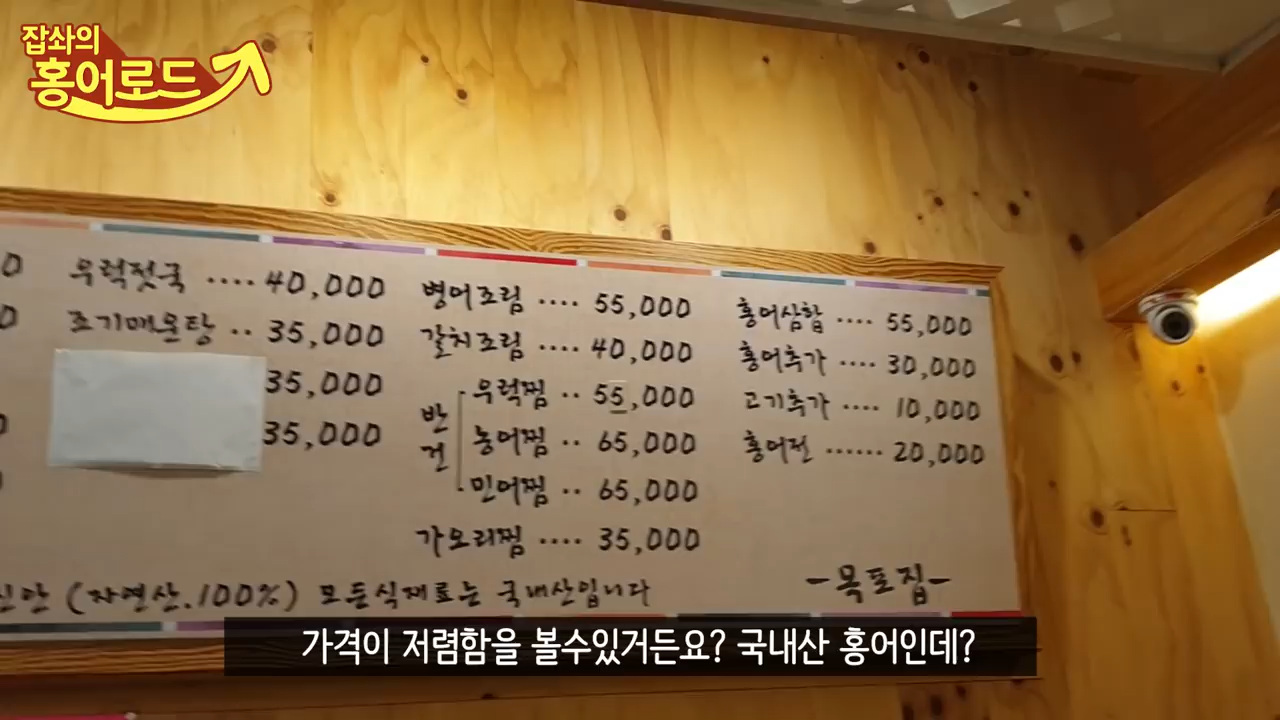 잡솨의
홍어로드
우럭젓국 ···· 40,000
조기매운탕 ·· 35,000
35,000
35,000
병어조림 ···· 55,000
갈치조림 ···· 40,000
반건
우럭찜 ·· 55,000
농어찜 ·· 65,000
민어찜 ·· 65,000
가오리찜 ···· 35,000
홍어삼합 ···· 55,000
홍어추가 ···· 30,000
고기추가 ···· 10,000
홍어전 ······ 20,000
신안 (자연산.100%) 모든식재료는 국내산입니다
-목포집-
가격이 저렴함을 볼수있거든요? 국내산 홍어인데?